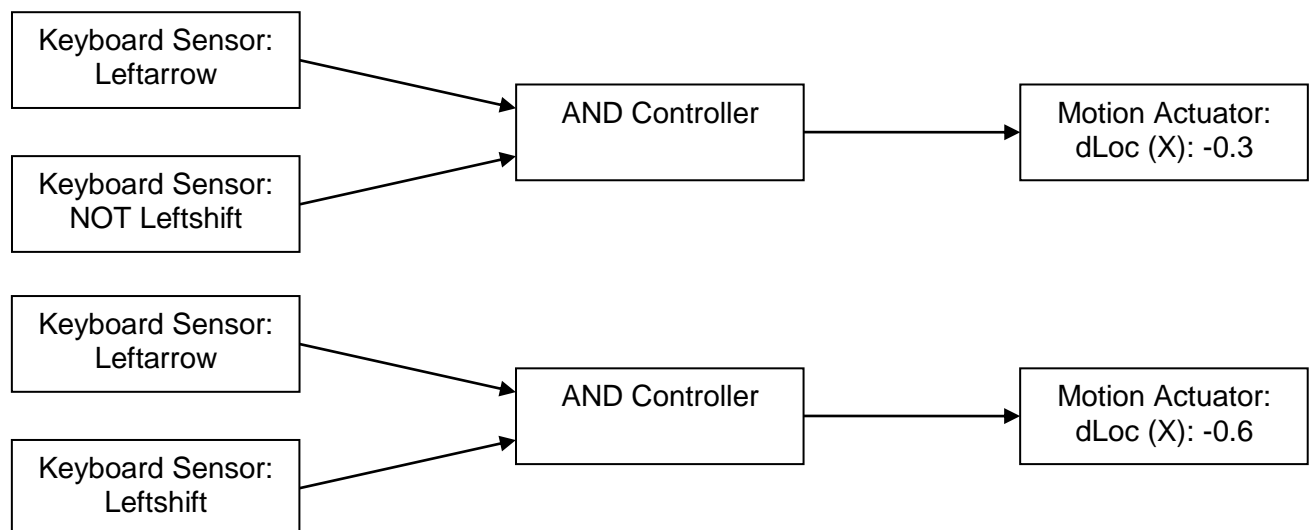 Keyboard Sensor:
Leftarrow
AND Controller
Motion Actuator:
dLoc (X): -0.3
Keyboard Sensor:
NOT Leftshift
Keyboard Sensor:
Leftarrow
AND Controller
Motion Actuator:
dLoc (X): -0.6
Keyboard Sensor:
Leftshift